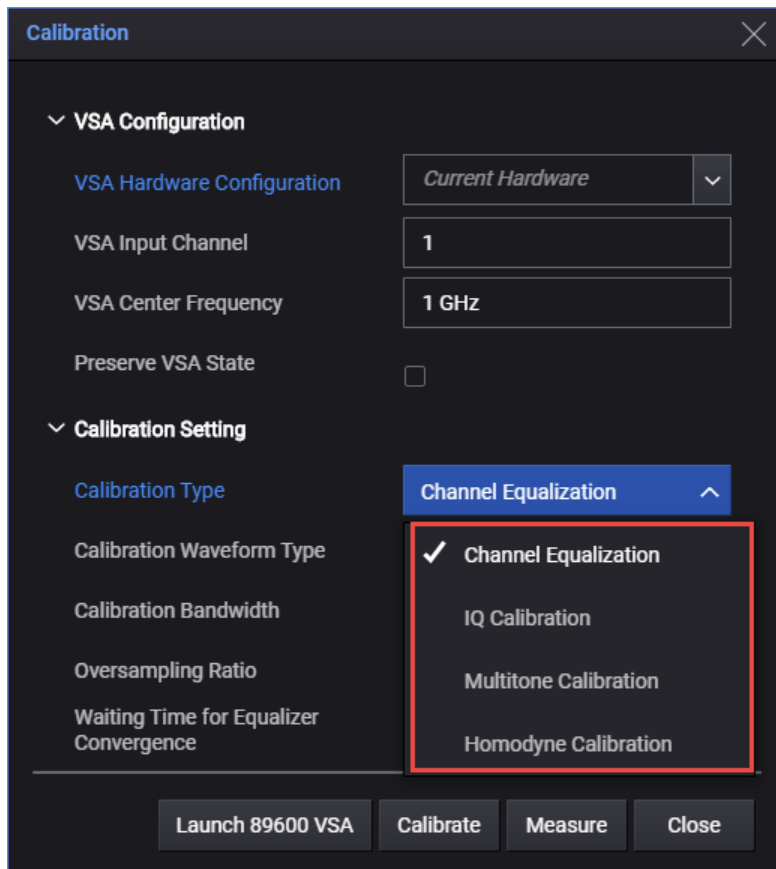 Calibration
VSA Configuration
VSA Hardware Configuration
Current Hardware
VSA Input Channel
1
VSA Center Frequency
1 GHz
Preserve VSA State
Calibration Setting
Calibration Type
Channel Equalization
Calibration Waveform Type
Channel Equalization
Calibration Bandwidth
IQ Calibration
Oversampling Ratio
Multitone Calibration
Waiting Time for Equalizer
Convergence
Homodyne Calibration
Launch 89600 VSA
Calibrate
Measure
Close